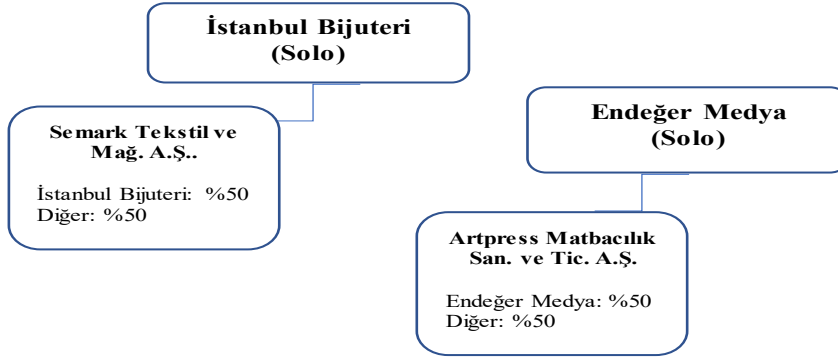 İstanbul Bijuteri
(Solo)
Semark Tekstil ve
Mağ. A.Ş..
İstanbul Bijuteri: %50
Diğer: %50
Endeğer Medya
(Solo)
Artpress Matbacılık
San. ve Tic. A.Ş.
Endeğer Medya: %50
Diğer: %50